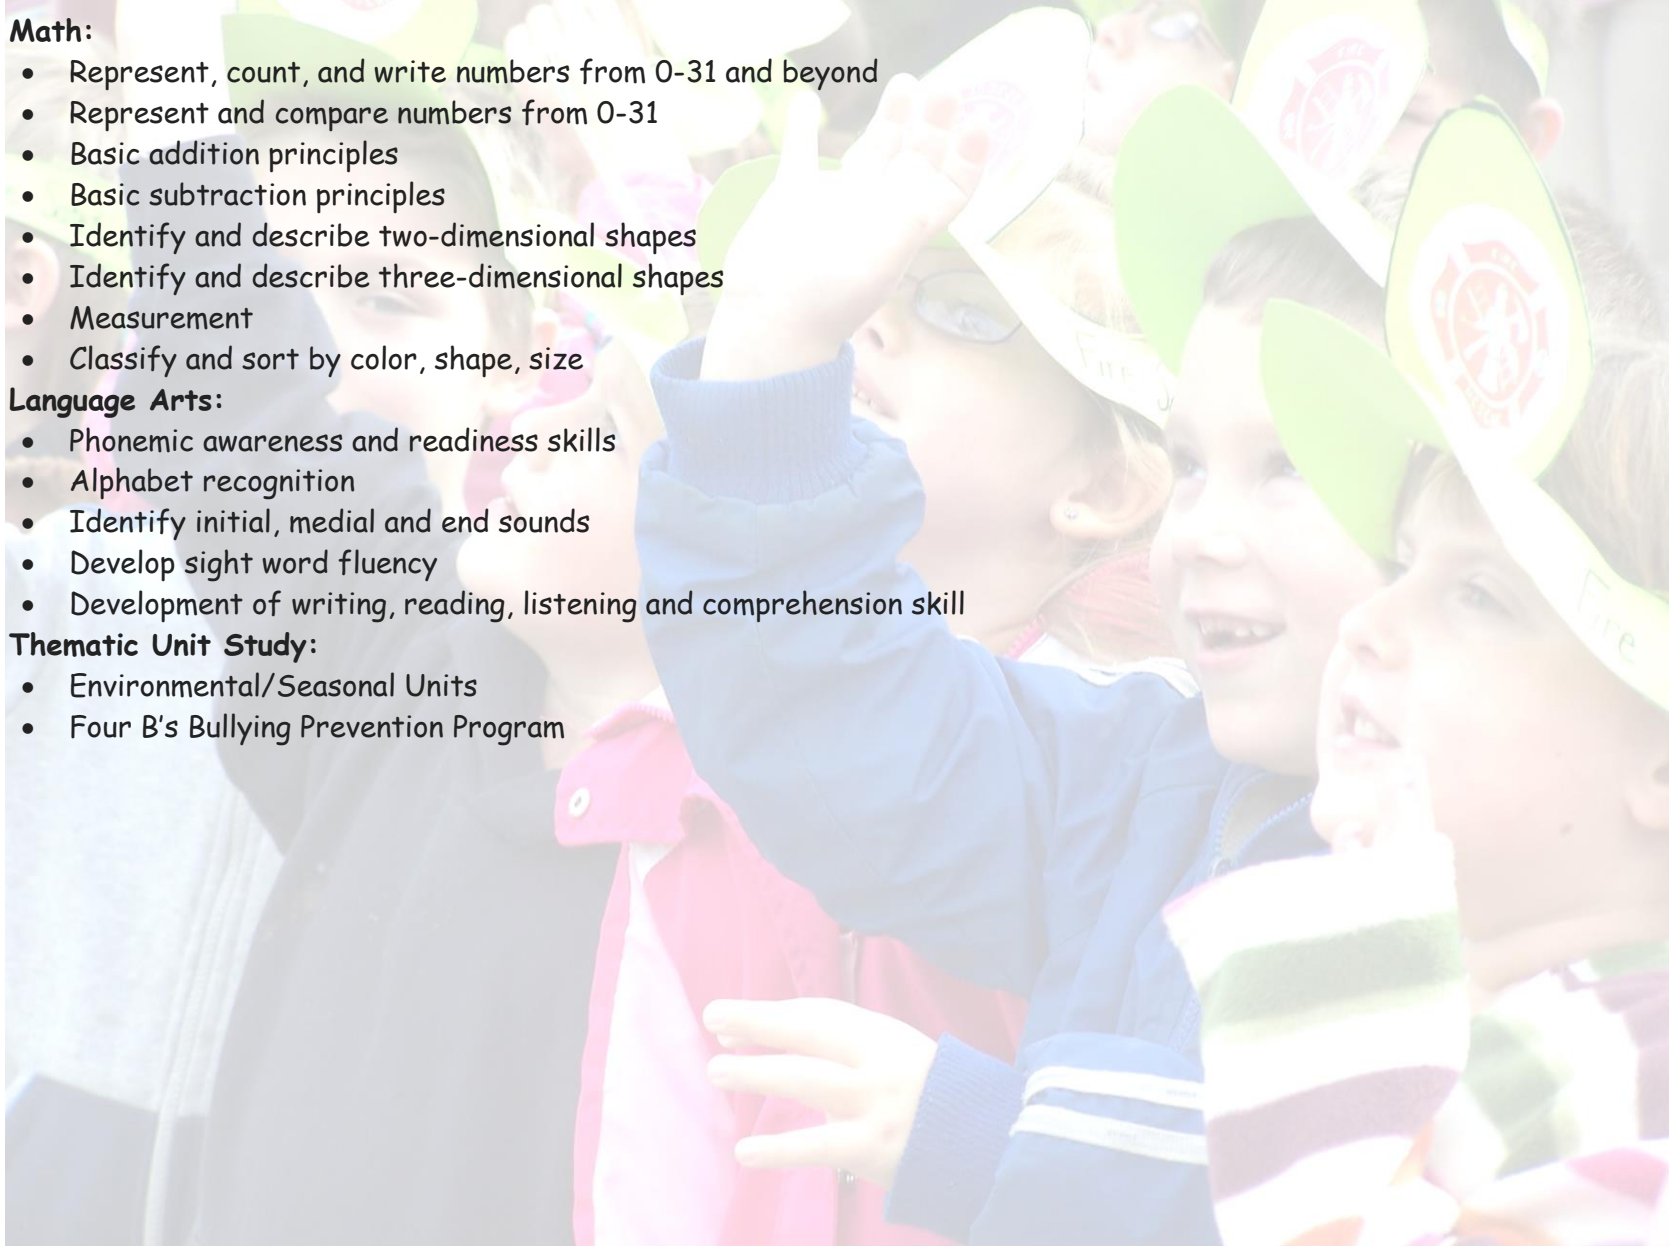 Math:
• Represent, count, and write numbers from 0-31 and beyond
• Represent and compare numbers from 0-31
• Basic addition principles
• Basic subtraction principles
• Identify and describe two-dimensional shapes
• Identify and describe three-dimensional shapes
• Measurement
• Classify and sort by color, shape, size
Language Arts:
• Phonemic awareness and readiness skills
• Alphabet recognition
• Identify initial, medial and end sounds
• Develop sight word fluency
• Development of writing, reading, listening and comprehension skill
Thematic Unit Study:
• Environmental/Seasonal Units
• Four B’s Bullying Prevention Program
Fire
Fire